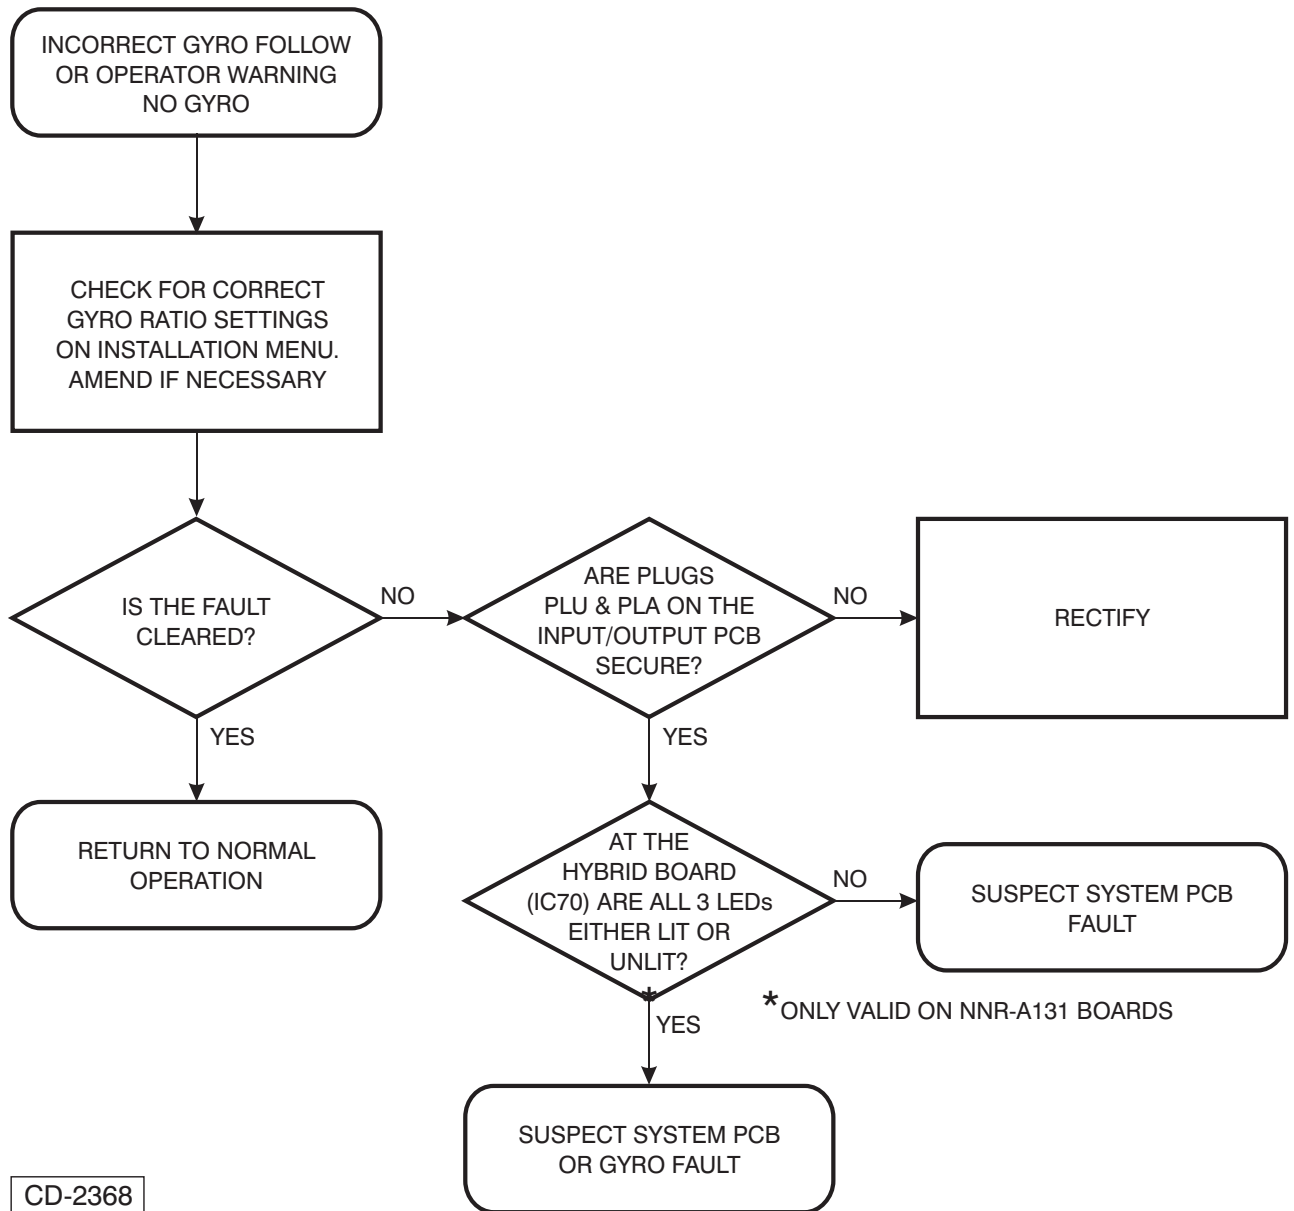 INCORRECT GYRO FOLLOW
OR OPERATOR WARNING
NO GYRO
CHECK FOR CORRECT
GYRO RATIO SETTINGS
ON INSTALLATION MENU.
AMEND IF NECESSARY
IS THE FAULT
CLEARED?
NO
ARE PLUGS
PLU & PLA ON THE
INPUT/OUTPUT PCB
SECURE?
NO
RECTIFY
YES
YES
RETURN TO NORMAL
OPERATION
AT THE
HYBRID BOARD
(IC70) ARE ALL 3 LEDs
EITHER LIT OR
UNLIT?
*
NO
SUSPECT SYSTEM PCB
FAULT
*ONLY VALID ON NNR-A131 BOARDS
YES
SUSPECT SYSTEM PCB
OR GYRO FAULT
CD-2368